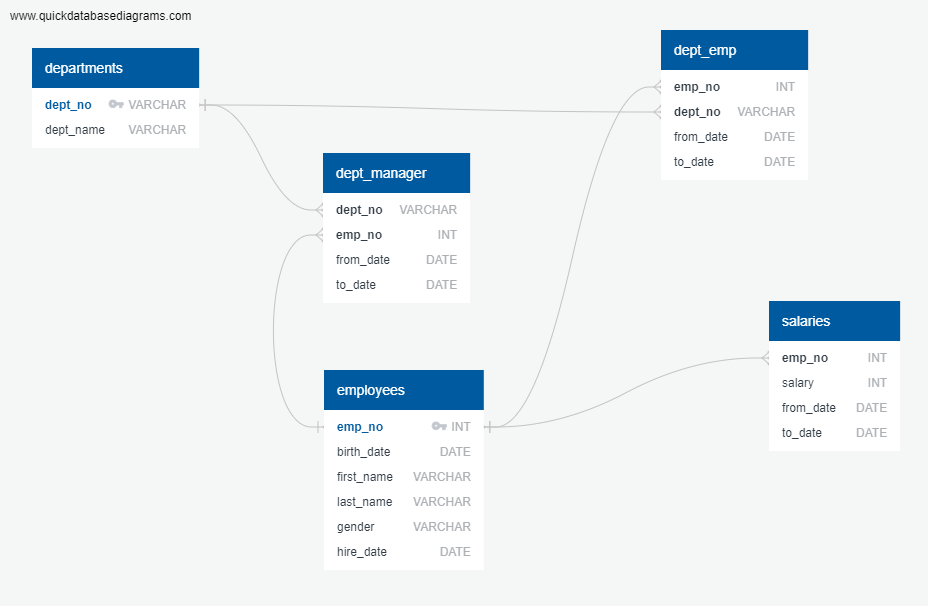 www.quickdatabasediagrams.com
departments
dept_no VARCHAR
dept_name VARCHAR
dept_emp
emp_no INT
dept_no VARCHAR
from_date DATE
to_date DATE
dept_manager
dept_no VARCHAR
emp_no INT
from_date DATE
to_date DATE
salaries
emp_no INT
salary INT
from_date DATE
to_date DATE
employees
emp_no INT
birth_date DATE
first_name VARCHAR
last_name VARCHAR
gender VARCHAR
hire_date DATE